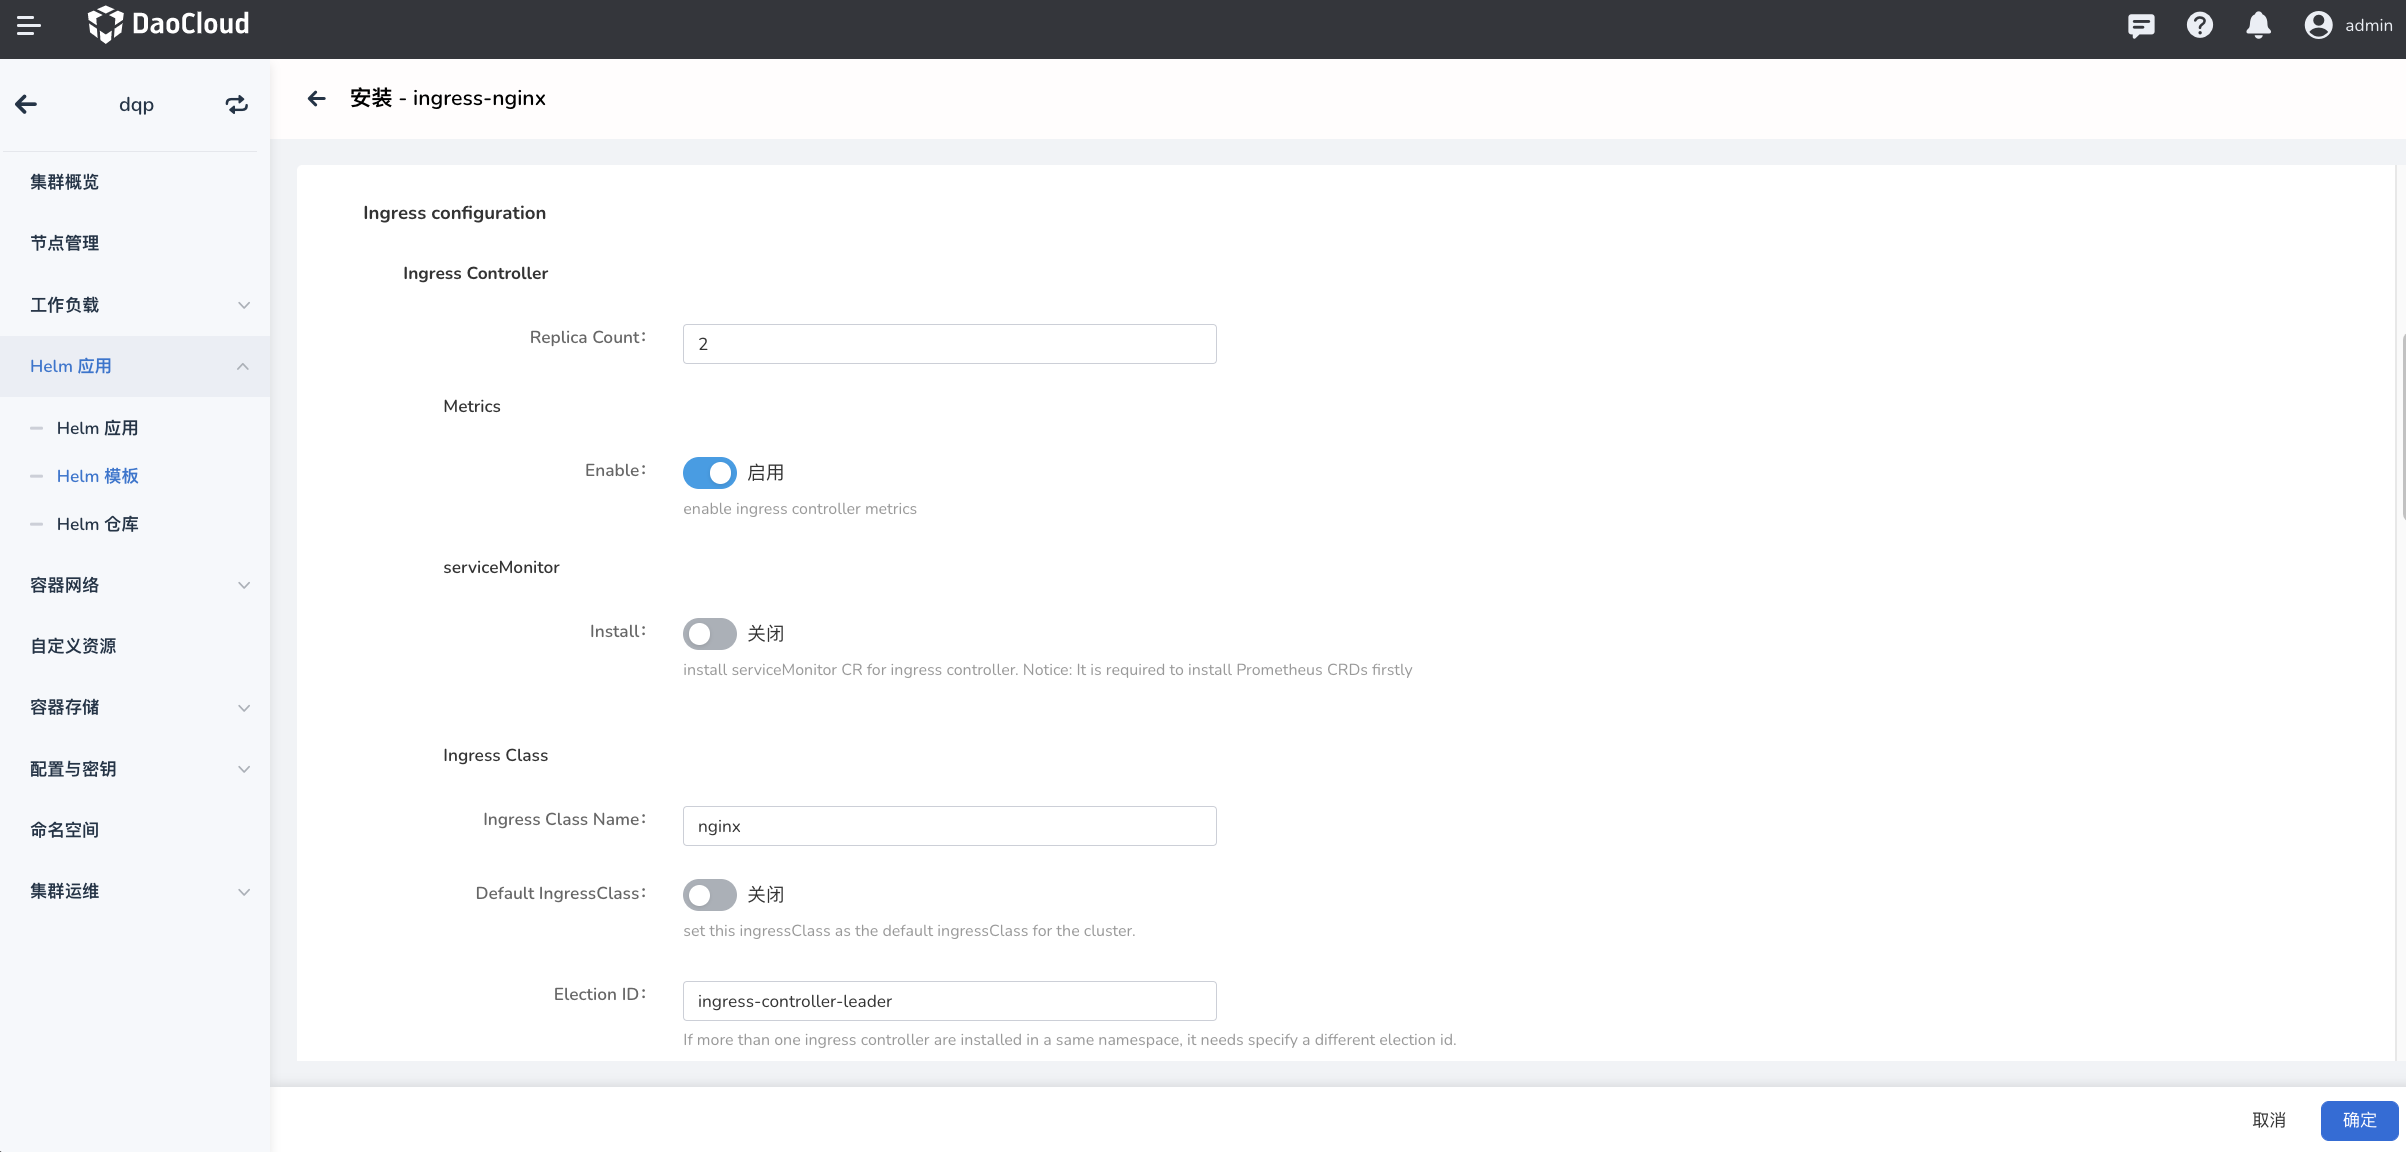 DaoCloud
admin
dqp
安装 - ingress-nginx
集群概览
节点管理
工作负载
Helm 应用
Helm 应用
Helm 模板
Helm 仓库
容器网络
自定义资源
容器存储
配置与密钥
命名空间
集群运维
Ingress configuration
Ingress Controller
Replica Count:
2
Metrics
Enable:
启用
enable ingress controller metrics
serviceMonitor
Install:
关闭
install serviceMonitor CR for ingress controller. Notice: It is required to install Prometheus CRDs firstly
Ingress Class
Ingress Class Name:
nginx
Default IngressClass:
关闭
set this ingressClass as the default ingressClass for the cluster.
Election ID:
ingress-controller-leader
If more than one ingress controller are installed in a same namespace, it needs specify a different election id.
取消
确定